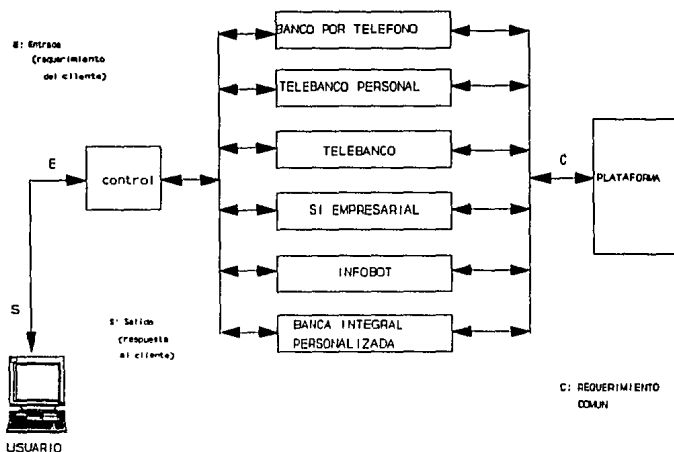 BANCO POR TELEFONO
E: Entrada
(requerimiento
del cliente)
TELEBANCO PERSONAL
E
control
TELEBANCO
C
PLATAFORMA
SI EMPRESARIAL
INFOBOT
S
S: Salida
(respuesta
al cliente)
BANCA INTEGRAL
PERSONALIZADA
C: REQUERIMIENTO
COMUN
USUARIO